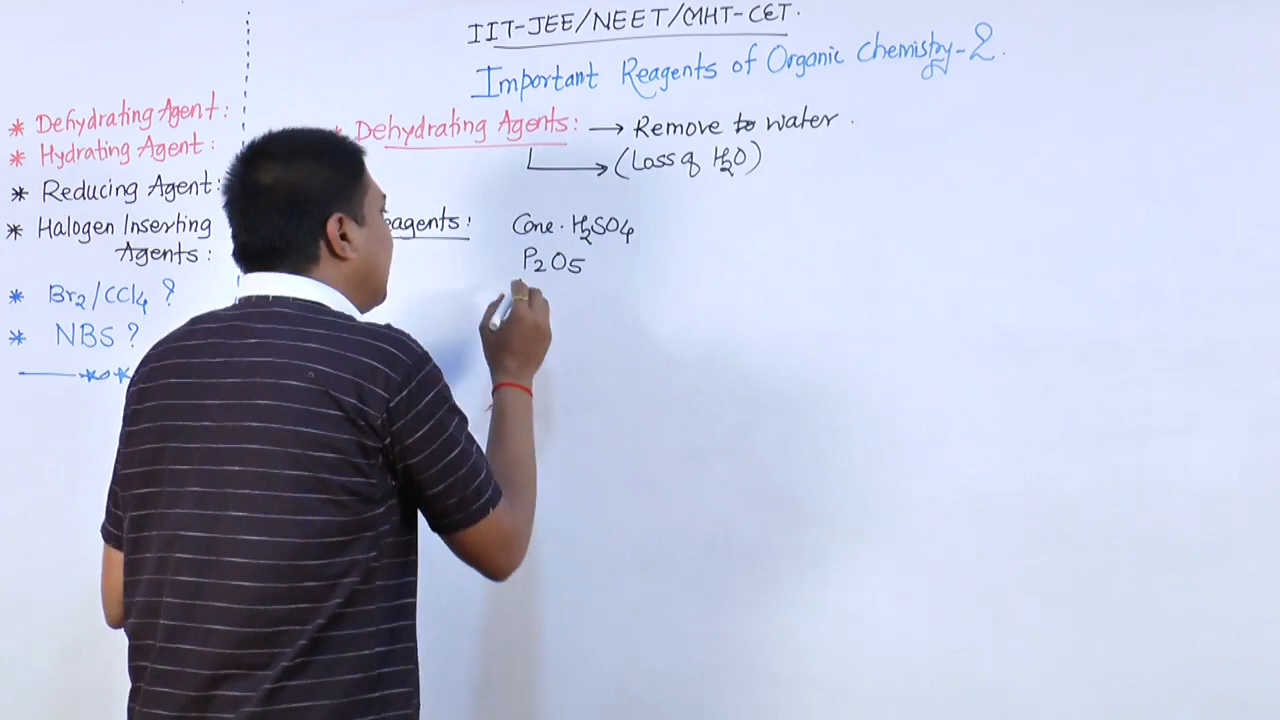 IIT-JEE/NEET/MHT-CET.
Important Reagents of Organic Chemistry-2.
* Dehydrating Agent:
* Hydrating Agent:
* Reducing Agent:
* Halogen Inserting
Agents:
* Br2/CCl4 ?
* NBS ?
* Dehydrating Agents: → Remove to water.
→ (Loss of H2O)
eagents: Conc. H2SO4
P2O5